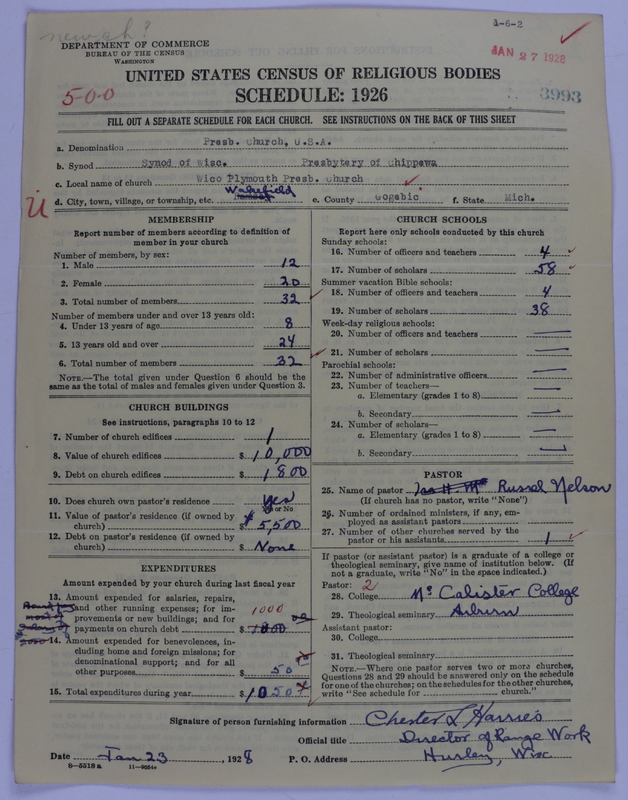 new ch?
1-6-2
DEPARTMENT OF COMMERCE
BUREAU OF THE CENSUS
WASHINGTON
JAN 27 1928
UNITED STATES CENSUS OF RELIGIOUS BODIES
5-0-0
SCHEDULE: 1926
3993
FILL OUT A SEPARATE SCHEDULE FOR EACH CHURCH. SEE INSTRUCTIONS ON THE BACK OF THIS SHEET
a. Denomination Presb. Church, U.S.A.
b. Synod Synod of Wisc. Presbytery of Chippewa
c. Local name of church Wico Plymouth Presb. Church
d. City, town, village, or township, etc. Wakefield e. County Gogebic f. State Mich.
U
MEMBERSHIP
Report number of members according to definition of
member in your church
Number of members, by sex:
1. Male 12
2. Female 20
3. Total number of members 32
Number of members under and over 13 years old:
4. Under 13 years of age 8
5. 13 years old and over 24
6. Total number of members 32
NOTE.—The total given under Question 6 should be the
same as the total of males and females given under Question 3.
CHURCH BUILDINGS
See instructions, paragraphs 10 to 12
7. Number of church edifices 1
8. Value of church edifices $ 10,000
9. Debt on church edifices $ 1800
10. Does church own pastor's residence yes
Yes or No
11. Value of pastor's residence (if owned by
church) $ 5,500
12. Debt on pastor's residence (if owned by
church) $ None
EXPENDITURES
Amount expended by your church during last fiscal year
13. Amount expended for salaries, repairs,
and other running expenses; for im-
provements or new buildings; and for
payments on church debt $ 1000
14. Amount expended for benevolences, in-
cluding home and foreign missions; for
denominational support; and for all
other purposes $ 50
15. Total expenditures during year $ 1050
CHURCH SCHOOLS
Report here only schools conducted by this church
Sunday schools:
16. Number of officers and teachers 4
17. Number of scholars 58
Summer vacation Bible schools:
18. Number of officers and teachers 4
19. Number of scholars 38
Week-day religious schools:
20. Number of officers and teachers —
21. Number of scholars —
Parochial schools:
22. Number of administrative officers —
23. Number of teachers—
a. Elementary (grades 1 to 8) —
b. Secondary —
24. Number of scholars—
a. Elementary (grades 1 to 8) —
b. Secondary —
PASTOR
25. Name of pastor Russel Nelson
(If church has no pastor, write "None")
26. Number of ordained ministers, if any, em-
ployed as assistant pastors
27. Number of other churches served by the
pastor or his assistants 1
If pastor (or assistant pastor) is a graduate of a college or
theological seminary, give name of institution below. (If
not a graduate, write "No" in the space indicated.)
Pastor: 2
28. College Mc Calister College
29. Theological seminary Auburn
Assistant pastor:
30. College
31. Theological seminary
NOTE.—Where one pastor serves two or more churches,
Questions 28 and 29 should be answered only on the schedule
for one of the churches; on the schedules for the other churches,
write "See schedule for church."
Signature of person furnishing information Chester L Harries
Official title Director of Range Work
Date Jan 23, 1928 P. O. Address Hurley, Wisc
8—5518 a 11—9554